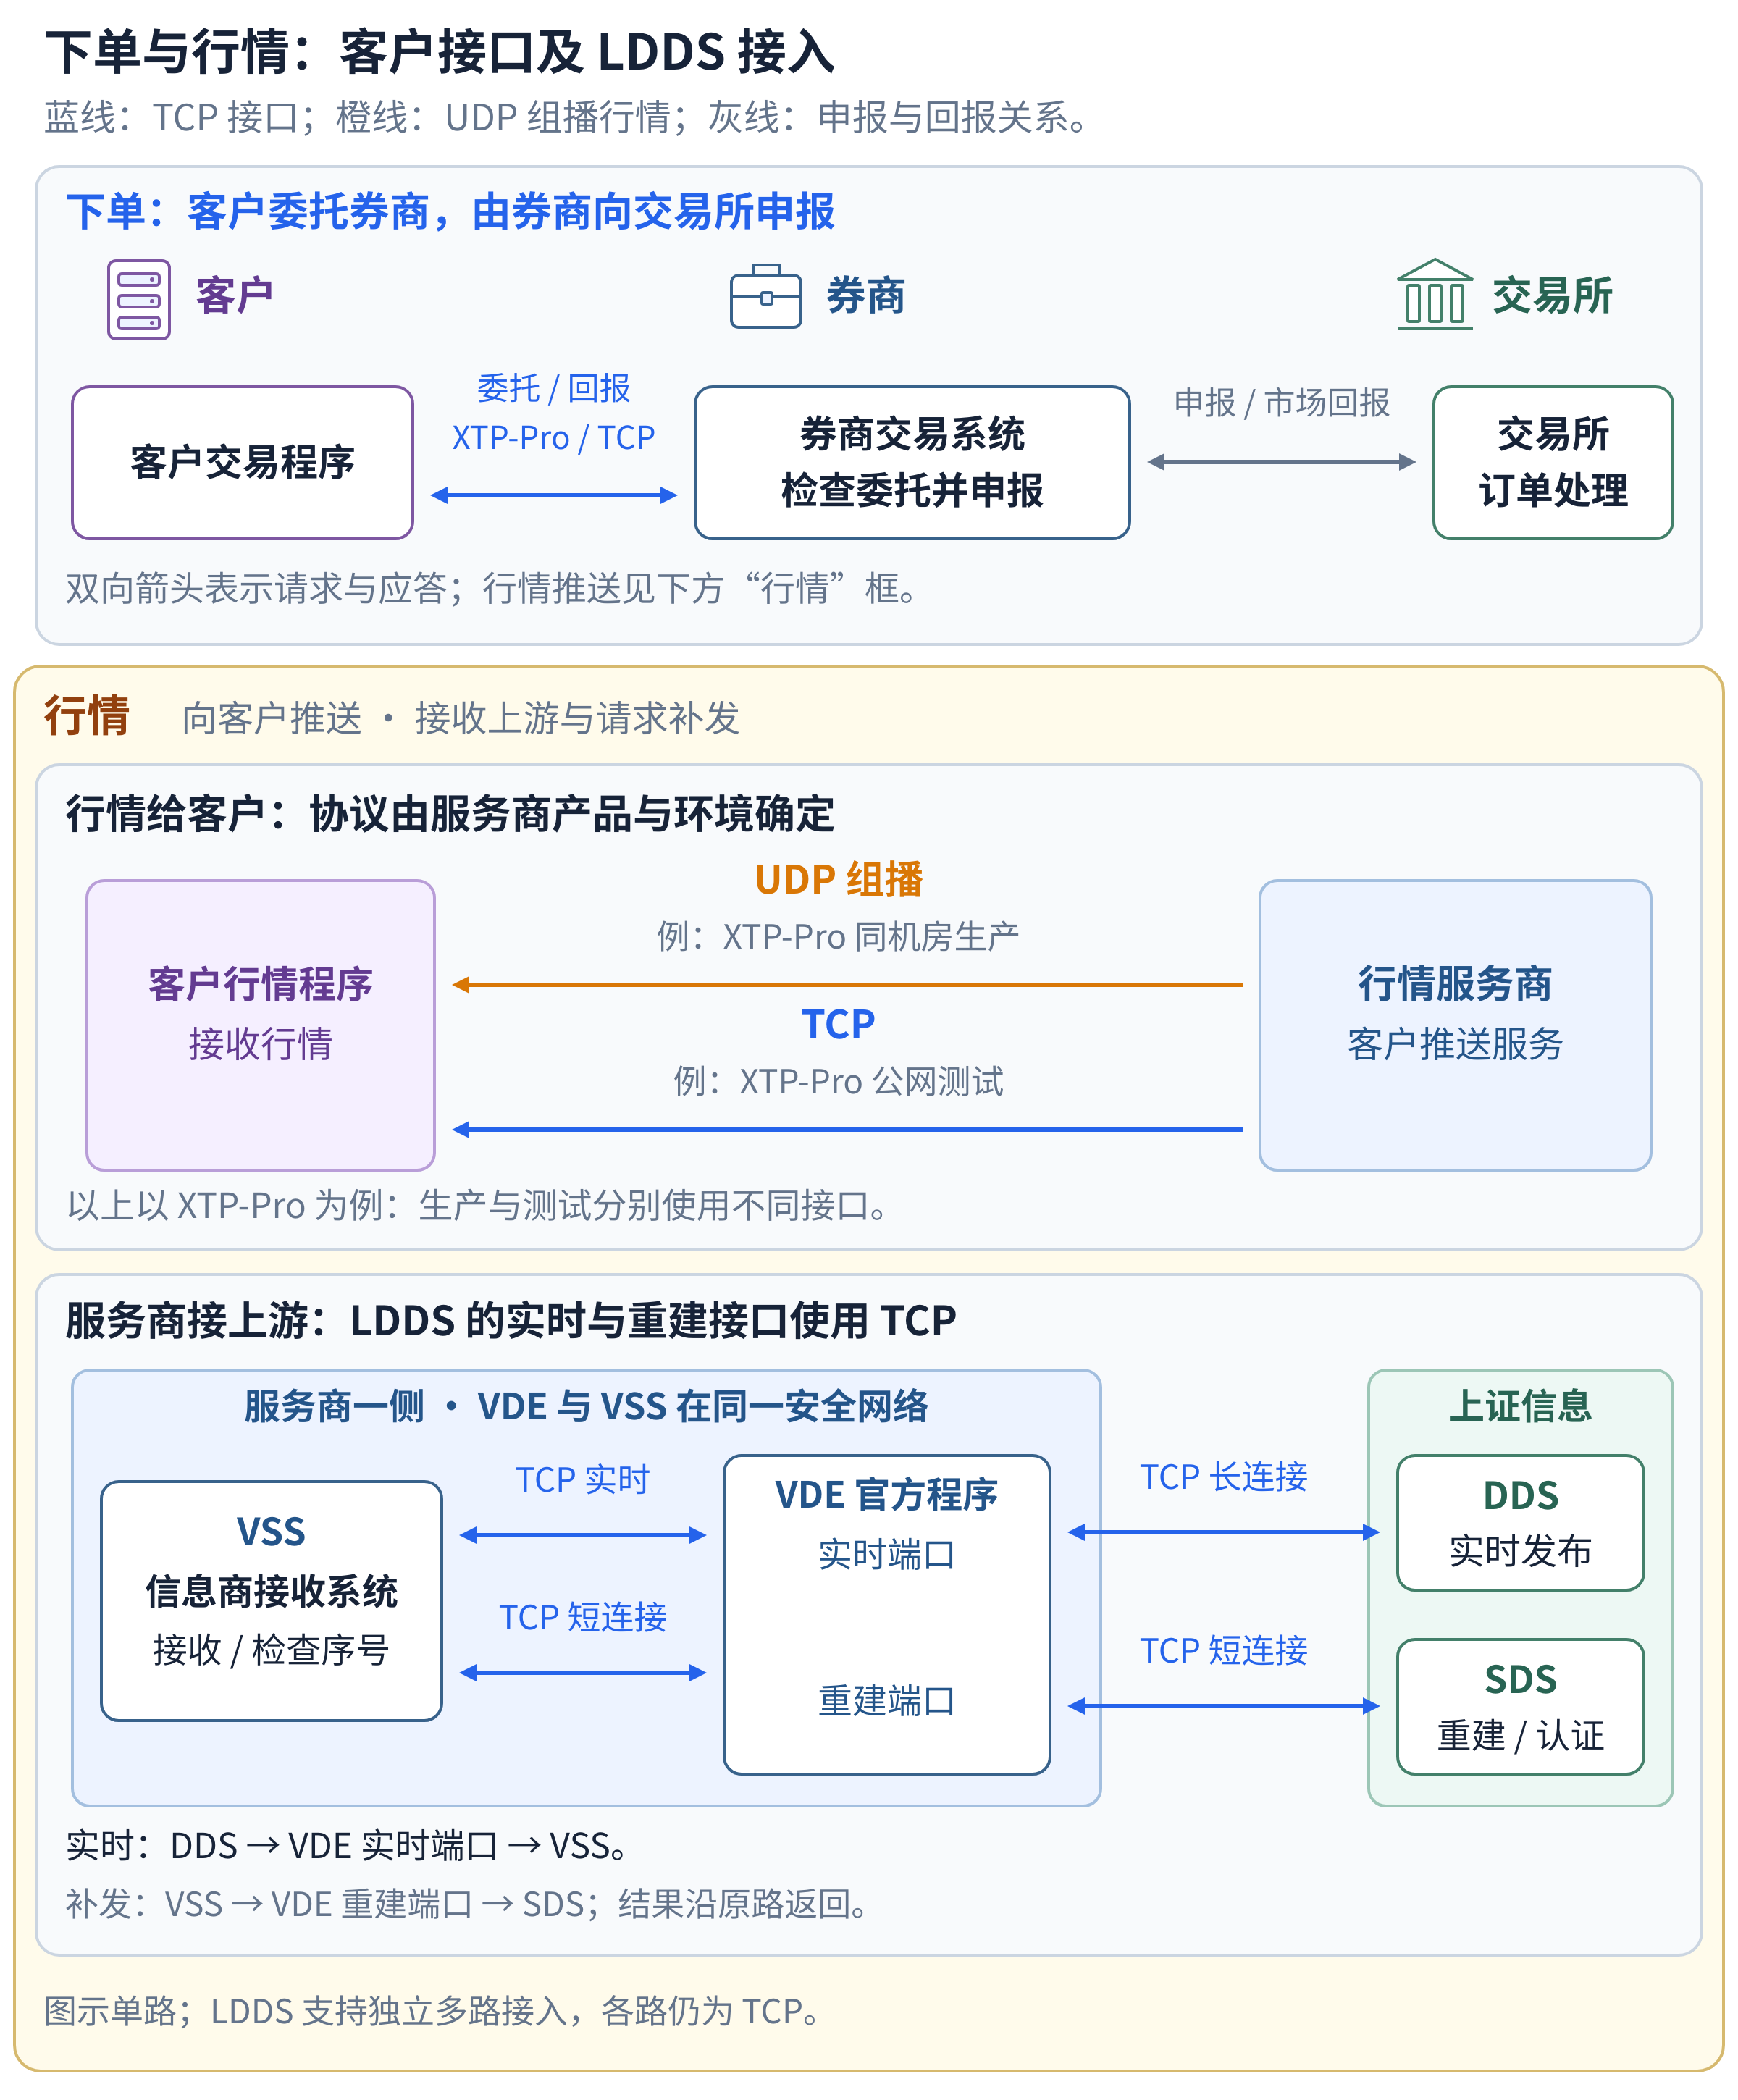 下单与行情：客户接口及 LDDS 接入
蓝线：TCP 接口；橙线：UDP 组播行情；灰线：申报与回报关系。
下单：客户委托券商，由券商向交易所申报
客户
券商
交易所
客户交易程序
委托 / 回报
XTP-Pro / TCP
券商交易系统
检查委托并申报
申报 / 市场回报
交易所
订单处理
双向箭头表示请求与应答；行情推送见下方“行情”框。
行情 向客户推送 · 接收上游与请求补发
行情给客户：协议由服务商产品与环境确定
客户行情程序
接收行情
UDP 组播
例：XTP-Pro 同机房生产
TCP
例：XTP-Pro 公网测试
行情服务商
客户推送服务
以上以 XTP-Pro 为例：生产与测试分别使用不同接口。
服务商接上游：LDDS 的实时与重建接口使用 TCP
服务商一侧 · VDE 与 VSS 在同一安全网络
VSS
信息商接收系统
接收 / 检查序号
TCP 实时
TCP 短连接
VDE 官方程序
实时端口
重建端口
TCP 长连接
TCP 短连接
上证信息
DDS
实时发布
SDS
重建 / 认证
实时：DDS → VDE 实时端口 → VSS。
补发：VSS → VDE 重建端口 → SDS；结果沿原路返回。
图示单路；LDDS 支持独立多路接入，各路仍为 TCP。